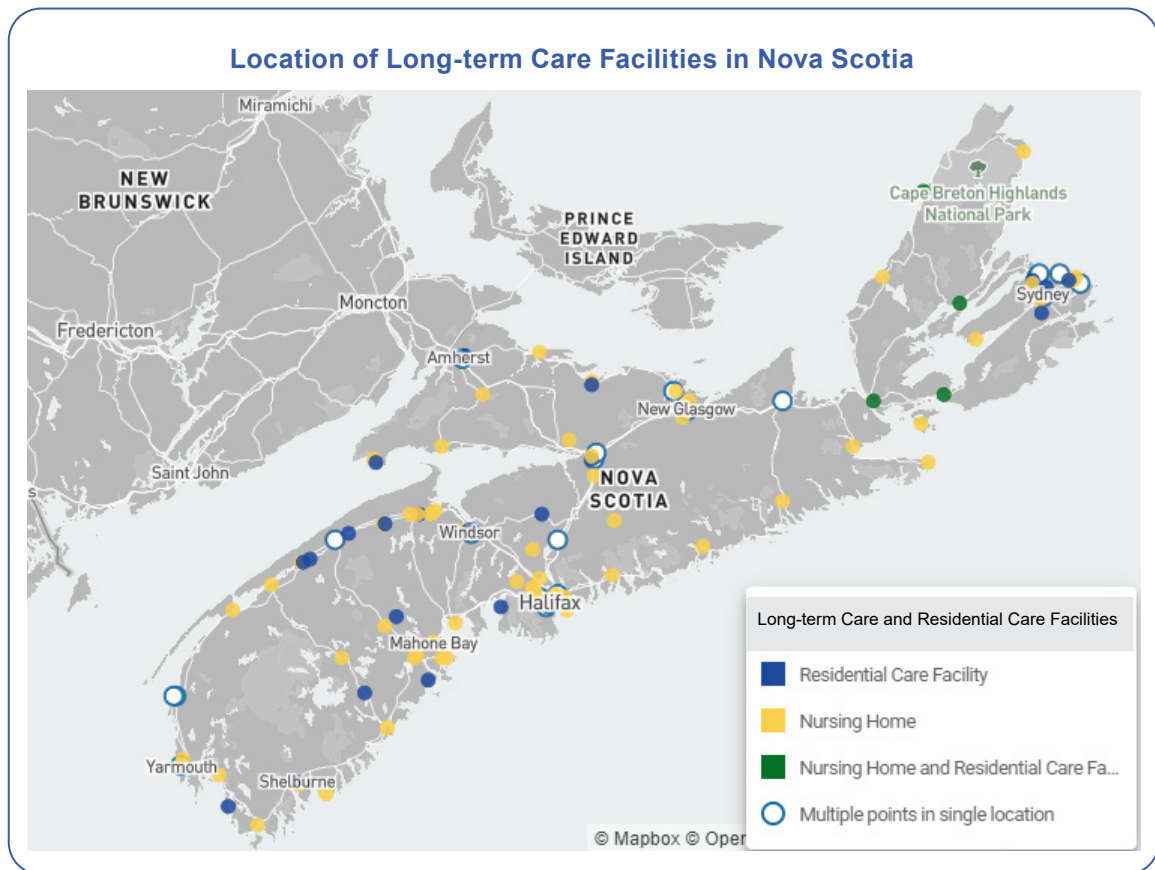 Location of Long-term Care Facilities in Nova Scotia
Miramichi
NEW
BRUNSWICK
Cape Breton Highlands
National Park
PRINCE
EDWARD
ISLAND
Sydney
Moncton
Fredericton
Amherst
New Glasgow
Saint John
s
NOVA
SCOTIA
Windsor
Halifax
Mahone Bay
Yarmouth
Shelburne
Long-term Care and Residential Care Facilities
Residential Care Facility
Nursing Home
Nursing Home and Residential Care Fa...
Multiple points in single location
© Mapbox © Oper